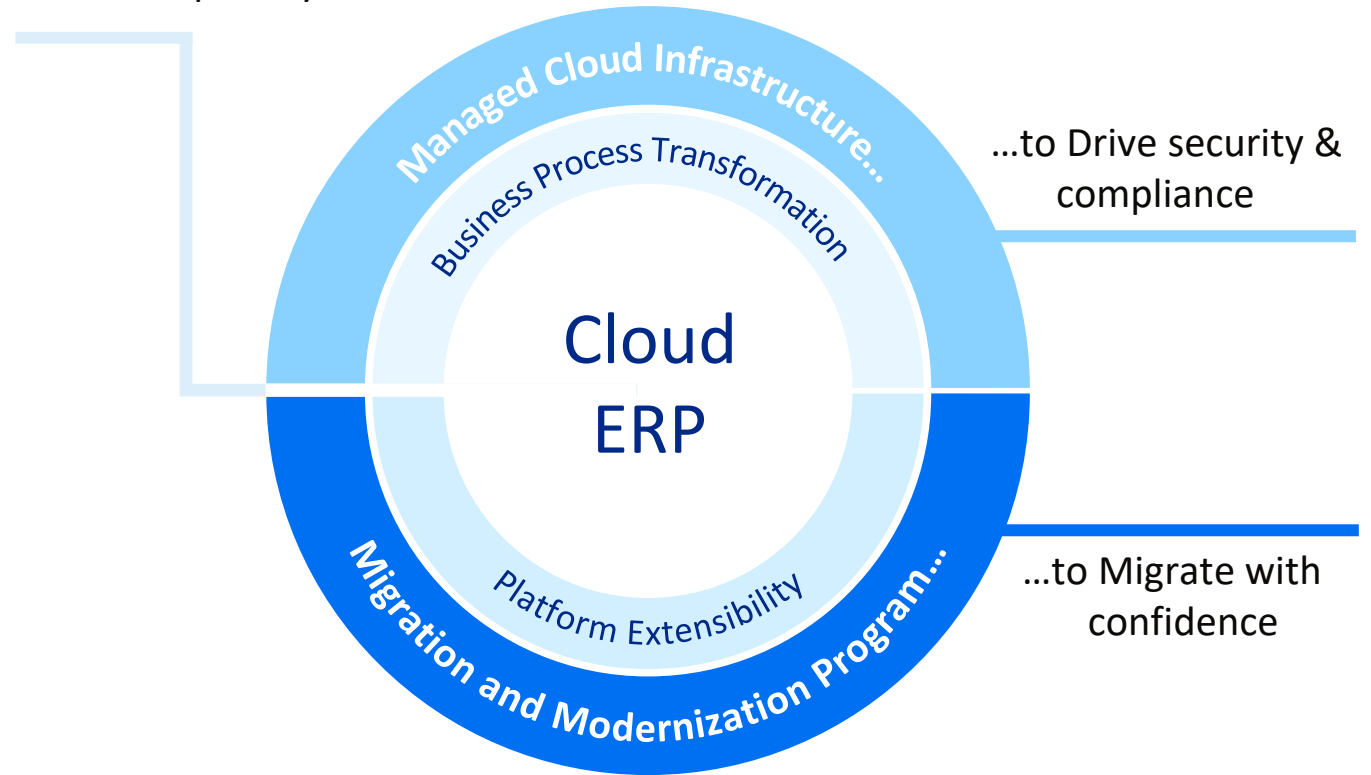 Managed Cloud Infrastructure...
Business Process Transformation
...to Drive security &
compliance
Cloud
ERP
Platform Extensibility
Migration and Modernization Program...
...to Migrate with
confidence